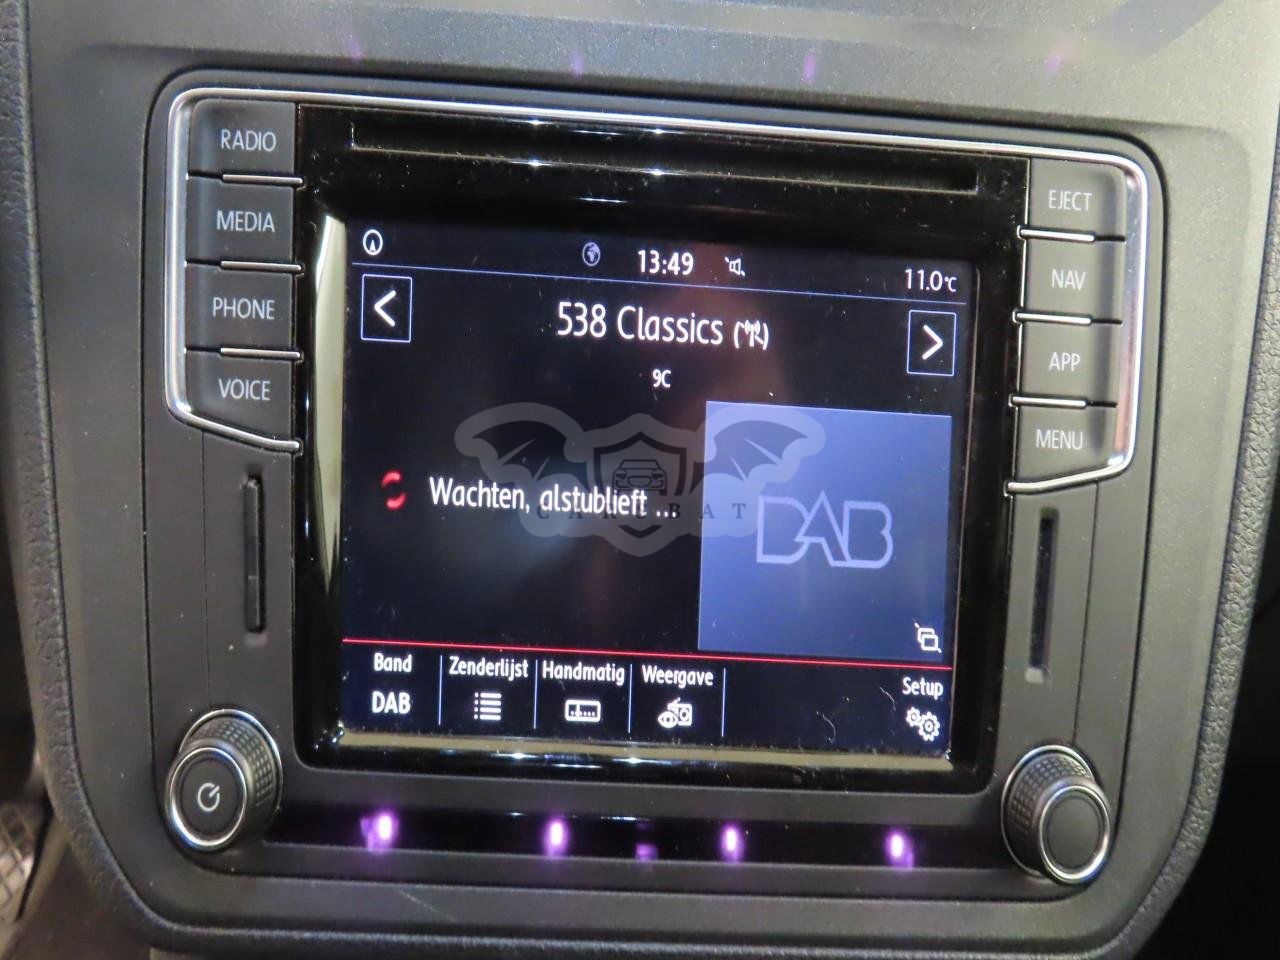 RADIO
MEDIA
PHONE
VOICE
EJECT
NAV
APP
MENU
13:49
11.0°C
538 Classics
9C
Wachten, alstublieft ...
CAROBAT
DAB
Band
DAB
Zenderlijst
Handmatig
Weergave
Setup